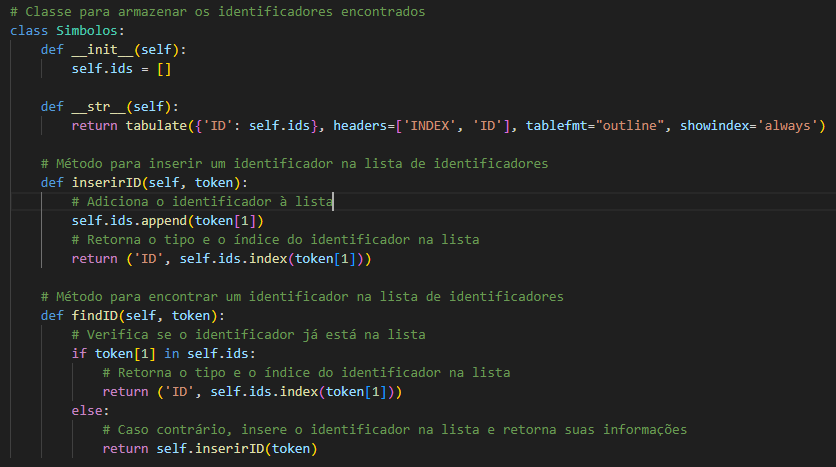 # Classe para armazenar os identificadores encontrados
class Simbolos:
    def __init__(self):
        self.ids = []

    def __str__(self):
        return tabulate({'ID': self.ids}, headers=['INDEX', 'ID'], tablefmt="outline", showindex='always')

    # Método para inserir um identificador na lista de identificadores
    def inserirID(self, token):
        # Adiciona o identificador à lista
        self.ids.append(token[1])
        # Retorna o tipo e o índice do identificador na lista
        return ('ID', self.ids.index(token[1]))

    # Método para encontrar um identificador na lista de identificadores
    def findID(self, token):
        # Verifica se o identificador já está na lista
        if token[1] in self.ids:
            # Retorna o tipo e o índice do identificador na lista
            return ('ID', self.ids.index(token[1]))
        else:
            # Caso contrário, insere o identificador na lista e retorna suas informações
            return self.inserirID(token)